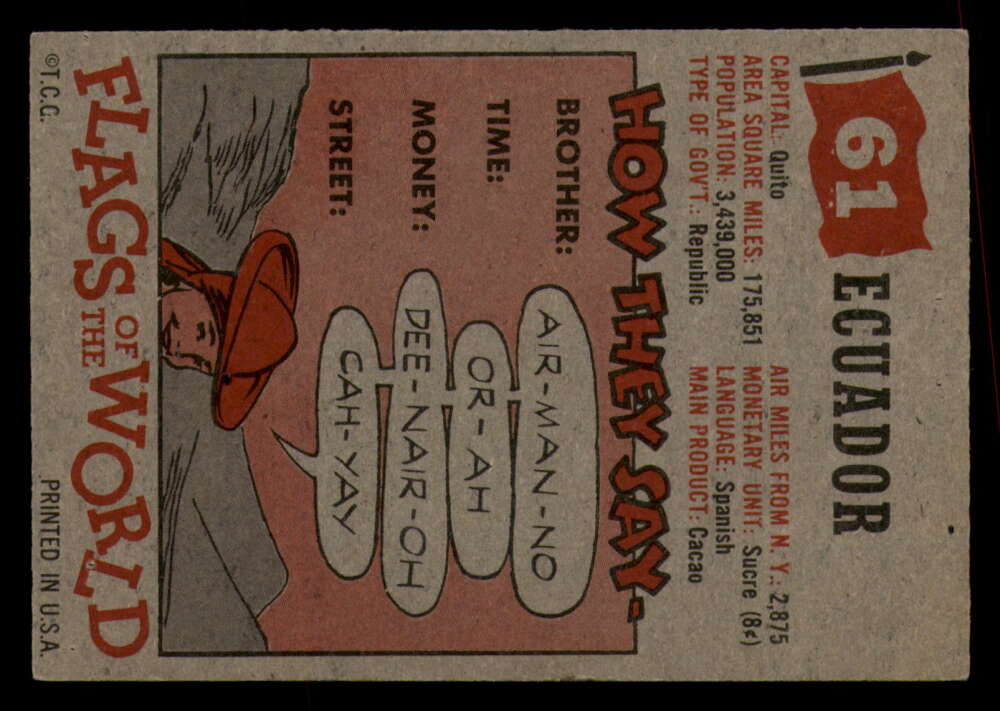 61
ECUADOR
CAPITAL: Quito
AREA SQUARE MILES: 175,851
POPULATION: 3,439,000
TYPE OF GOV'T.: Republic
AIR MILES FROM N. Y.: 2,875
MONETARY UNIT: Sucre (8¢)
LANGUAGE: Spanish
MAIN PRODUCT: Cacao
HOW THEY SAY-
BROTHER: AIR-MAN-NO
TIME: OR-AH
MONEY: DEE-NAIR-OH
STREET: CAH-YAY
FLAGS OF THE WORLD
©T.C.G. PRINTED IN U.S.A.